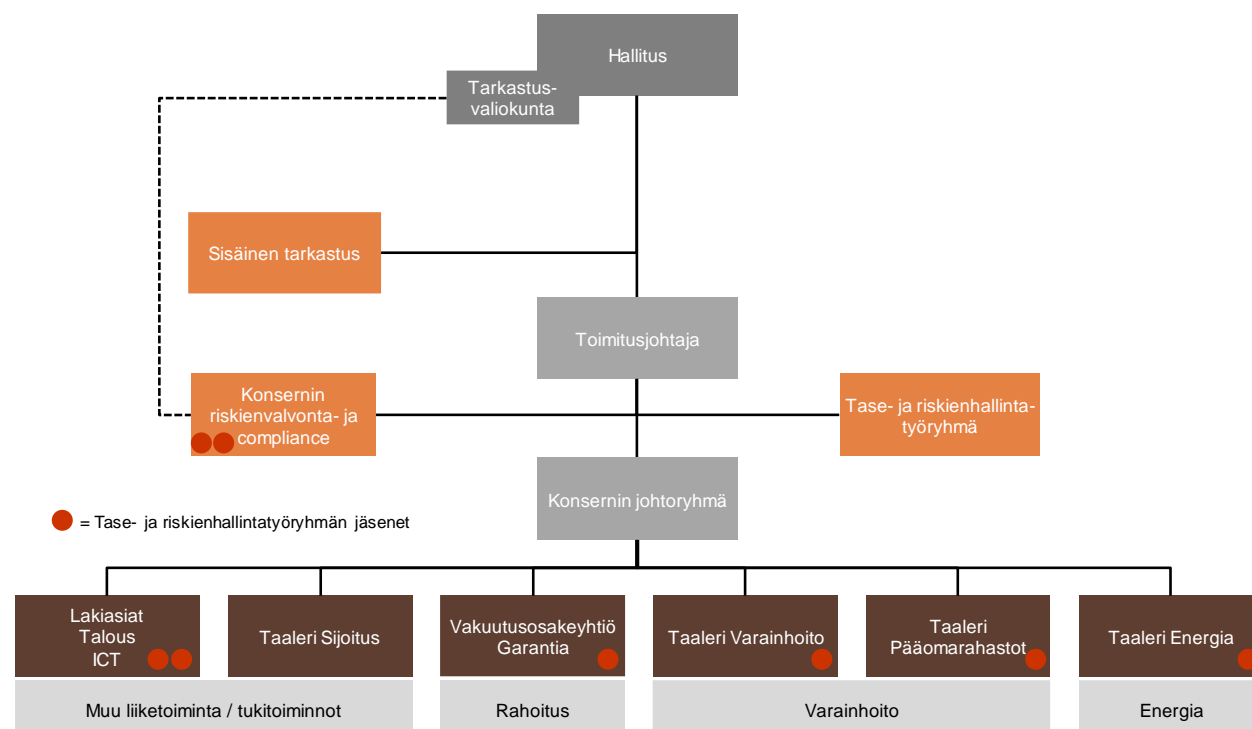 Hallitus
Tarkastus-
valiokunta
Sisäinen tarkastus
Toimitusjohtaja
Konsernin
riskienvalvonta- ja
compliance
Tase- ja riskienhallinta-
työryhmä
Konsernin johtoryhmä
= Tase- ja riskienhallintatyöryhmän jäsenet
Lakiasiat
Talous
ICT
Taaleri Sijoitus
Vakuutusosakeyhtiö
Garantia
Taaleri Varainhoito
Taaleri
Pääomarahastot
Taaleri Energia
Muu liiketoiminta / tukitoiminnot
Rahoitus
Varainhoito
Energia